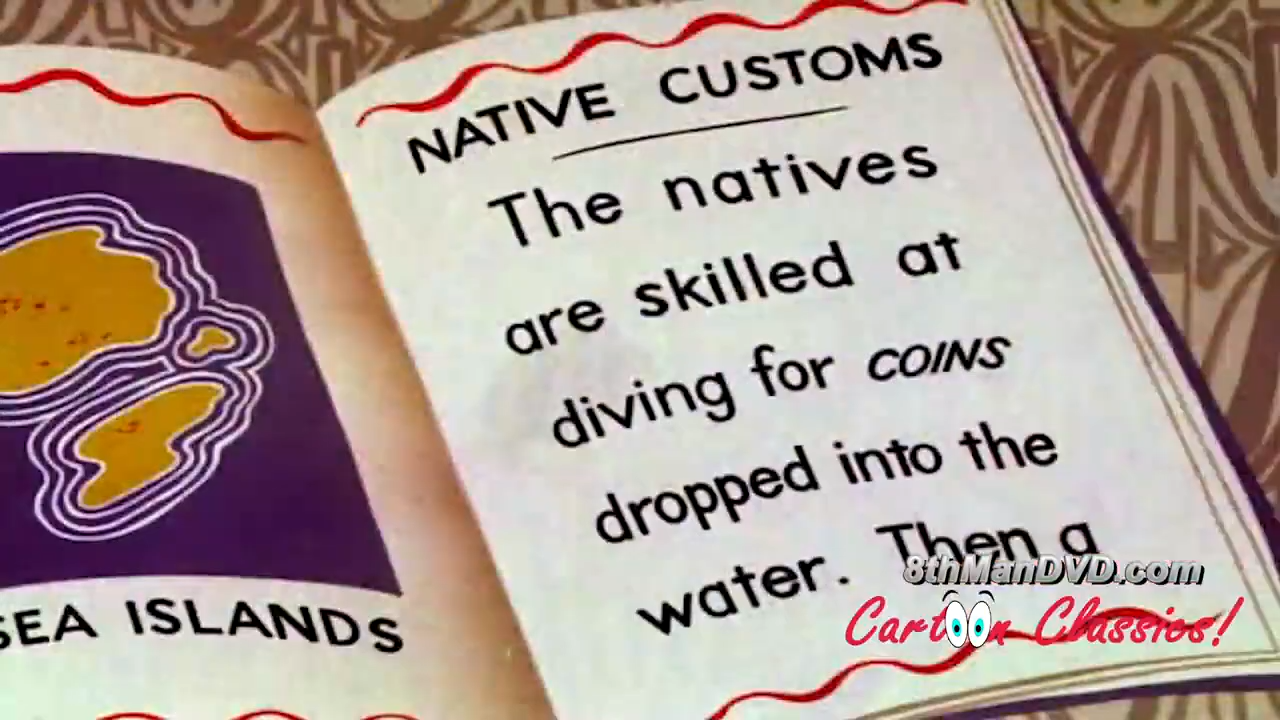 SEA ISLANDS
NATIVE CUSTOMS
The natives
are skilled at
diving for COINS
dropped into the
water. Then a
8thManDVD.com
Cartoon Classics!